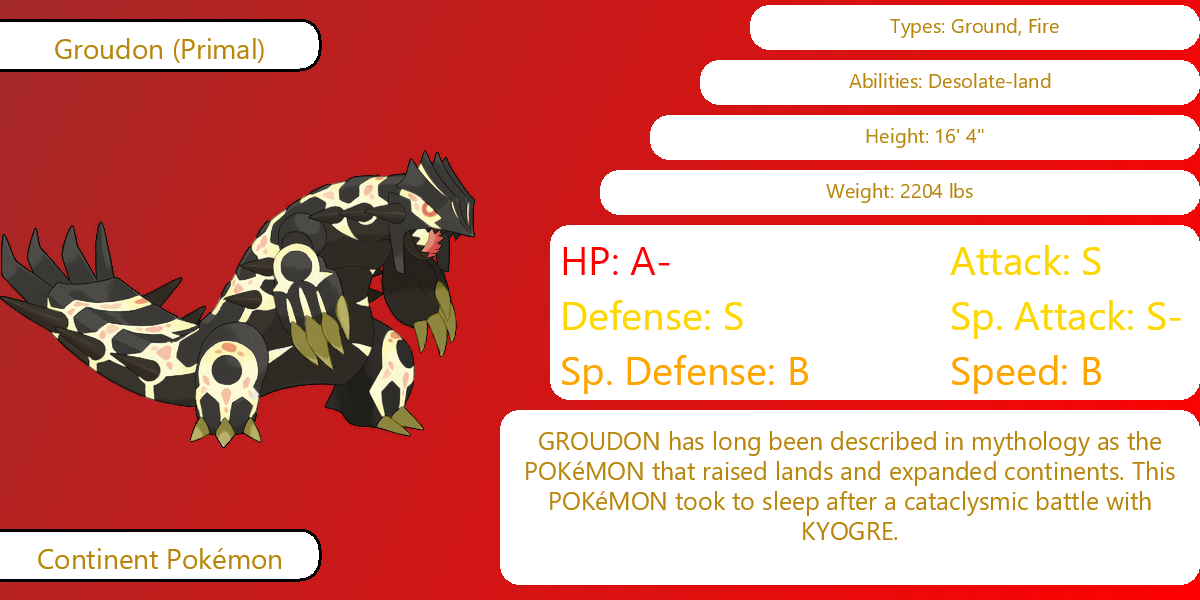 Groudon (Primal)
Types: Ground, Fire
Abilities: Desolate-land
Height: 16' 4"
Weight: 2204 lbs
HP: A-
Attack: S
Defense: S
Sp. Attack: S-
Sp. Defense: B
Speed: B
GROUDON has long been described in mythology as the
POKéMON that raised lands and expanded continents. This
POKéMON took to sleep after a cataclysmic battle with
KYOGRE.
Continent Pokémon